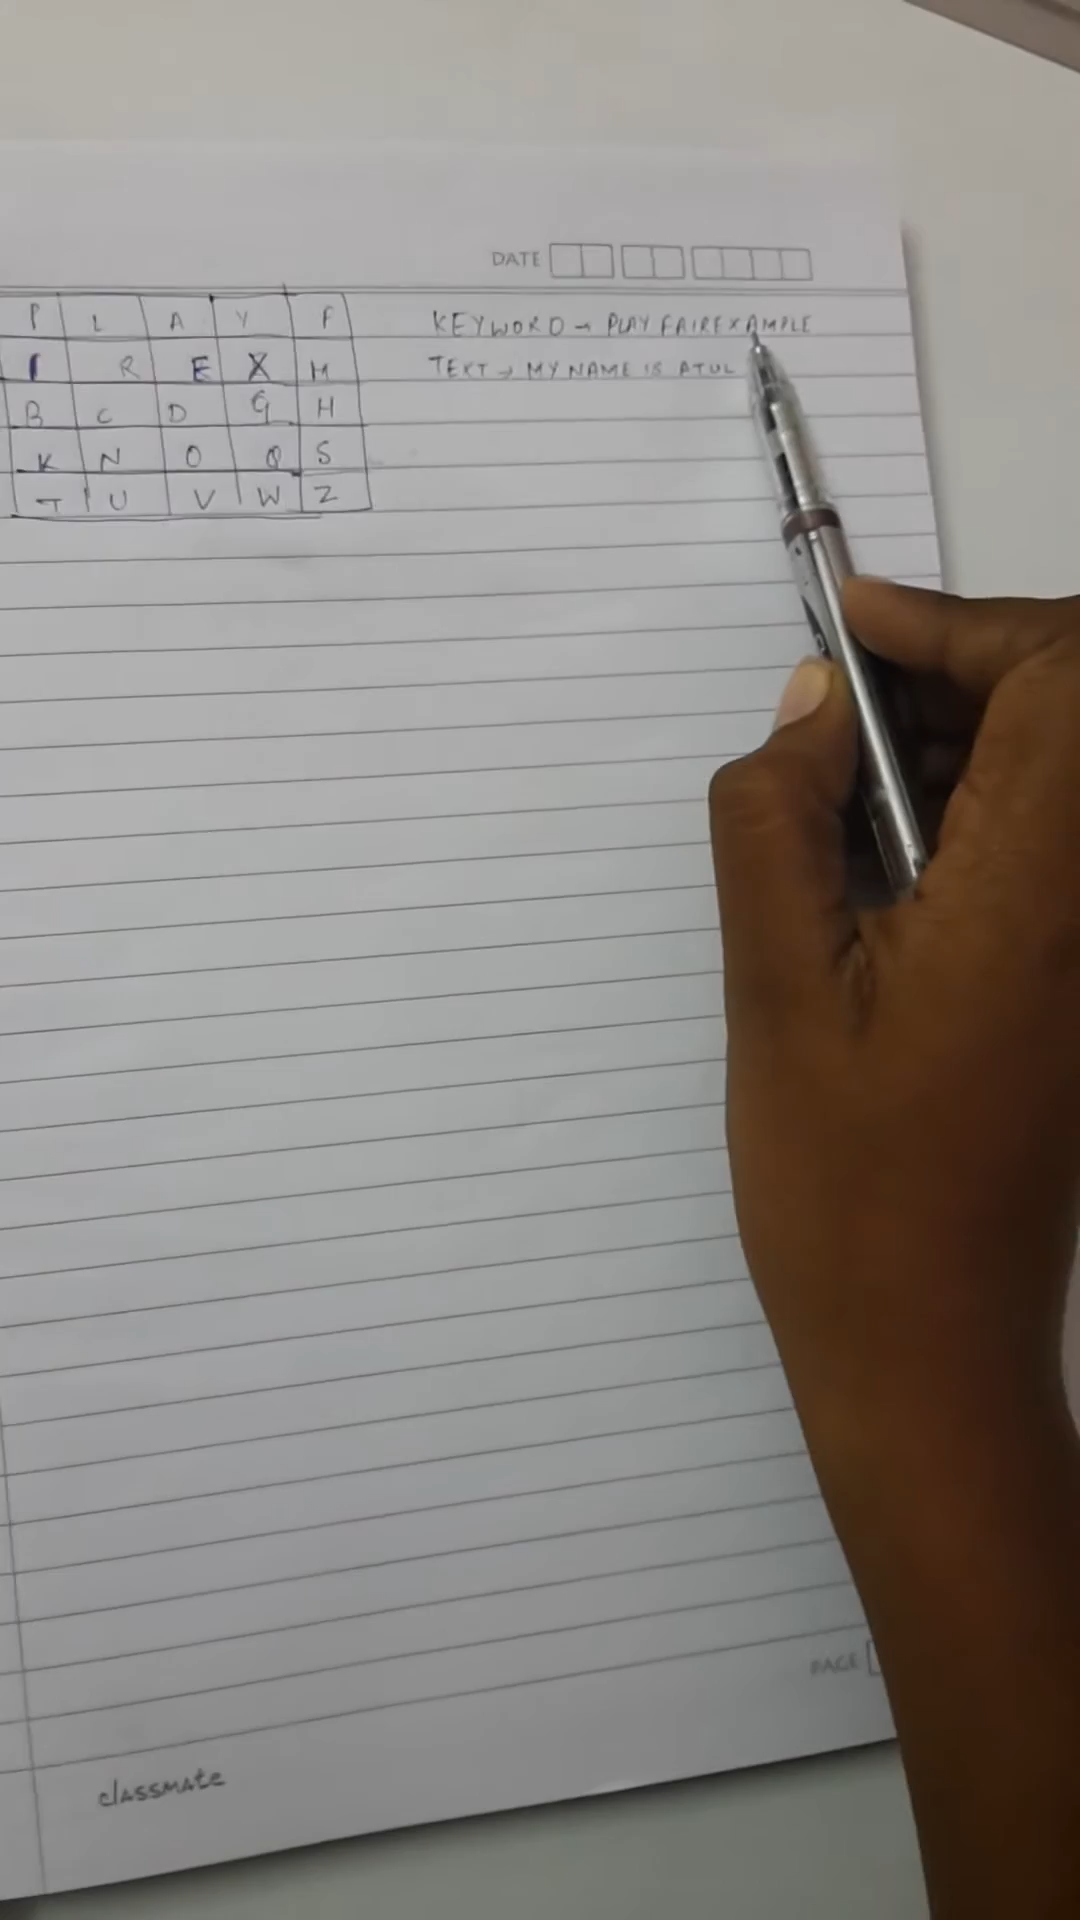 DATE
P L A Y F
KEYWORD → PLAY FAIREXAMPLE
I R E X M
TEXT → MY NAME IS ATUL
B C D G H
K N O Q S
T U V W Z
PAGE
classmate